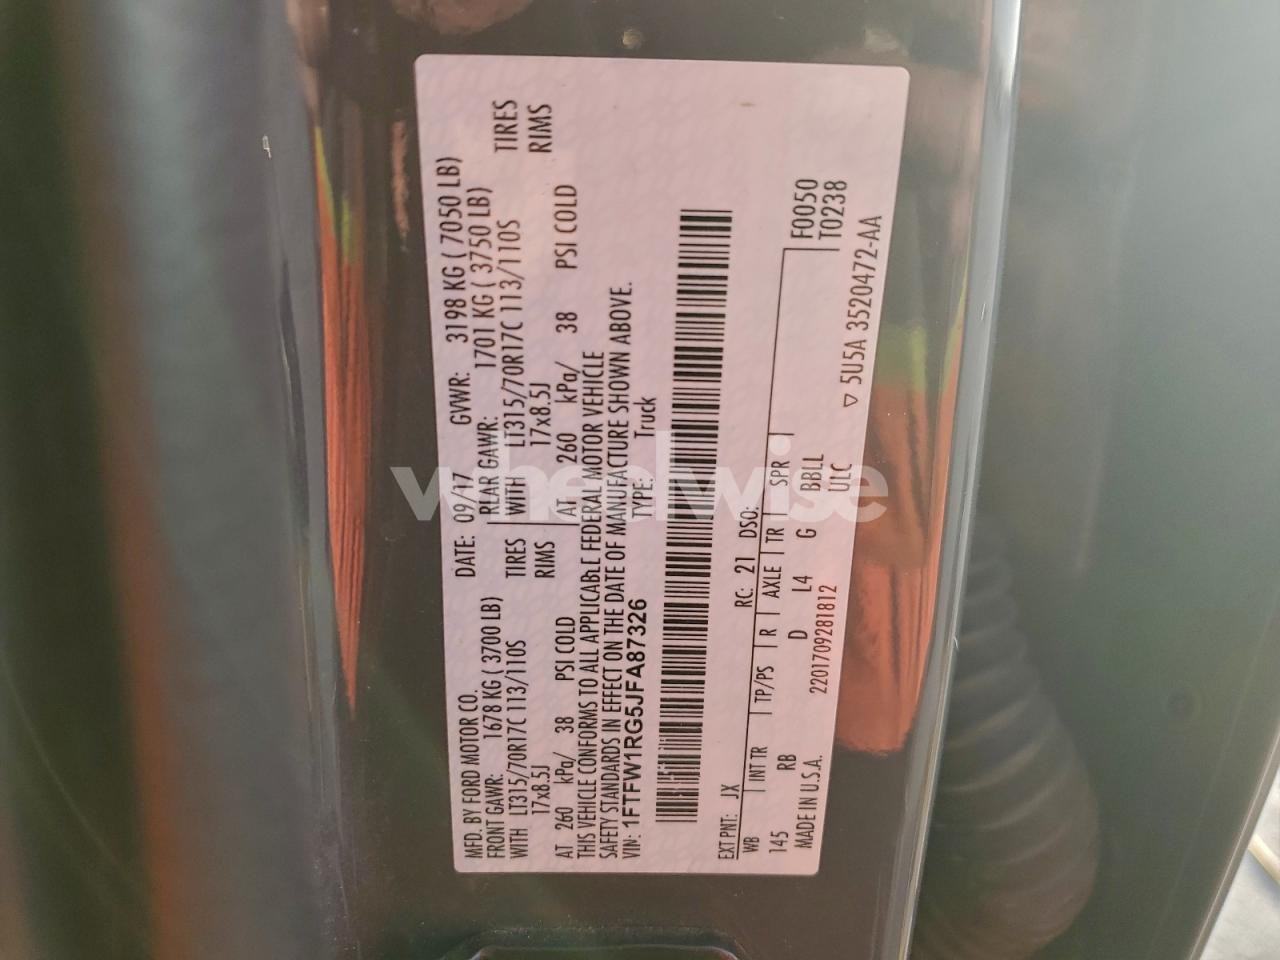 MFD. BY FORD MOTOR CO.
DATE: 09/17 GVWR: 3198 KG ( 7050 LB)
FRONT GAWR: 1678 KG ( 3700 LB) REAR GAWR: 1701 KG ( 3750 LB)
WITH LT315/70R17C 113/110S TIRES WITH LT315/70R17C 113/110S TIRES
17x8.5J RIMS 17x8.5J RIMS
AT 260 kPa/ 38 PSI COLD AT 260 kPa/ 38 PSI COLD
THIS VEHICLE CONFORMS TO ALL APPLICABLE FEDERAL MOTOR VEHICLE
SAFETY STANDARDS IN EFFECT ON THE DATE OF MANUFACTURE SHOWN ABOVE.
VIN: 1FTFW1RG5JFA87326 TYPE: Truck
EXT PNT: JX RC: 21 DSO:
WB INT TR TP/PS R AXLE TR SPR F0050
145 RB D L4 G BBLL T0238
MADE IN U.S.A. 2201709281812 ULC
▽ 5U5A 3520472-AA
wheelwise